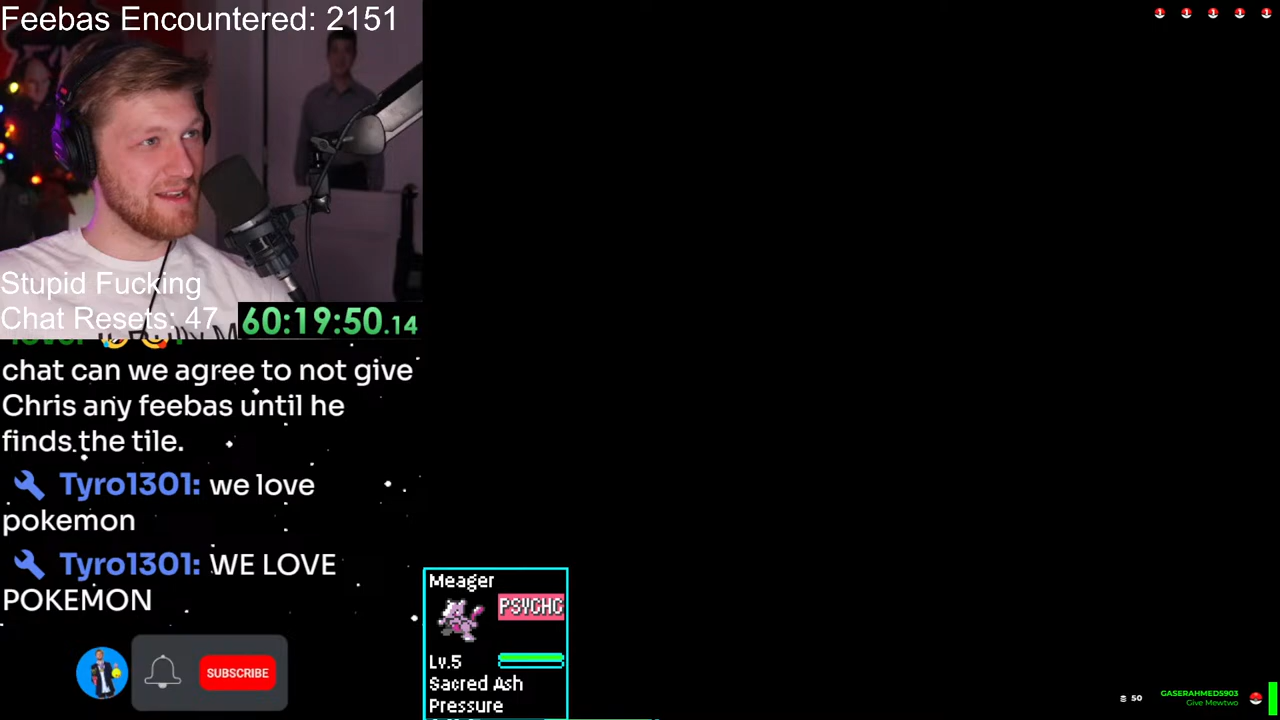 Feebas Encountered: 2151
Stupid Fucking
Chat Resets: 47
60:19:50.14
chat can we agree to not give
Chris any feebas until he
finds the tile.
Tyro1301: we love
pokemon
Tyro1301: WE LOVE
POKEMON
SUBSCRIBE
Meager
PSYCHC
Lv.5
Sacred Ash
Pressure
50
GASERAHMED5903
Give Mewtwo